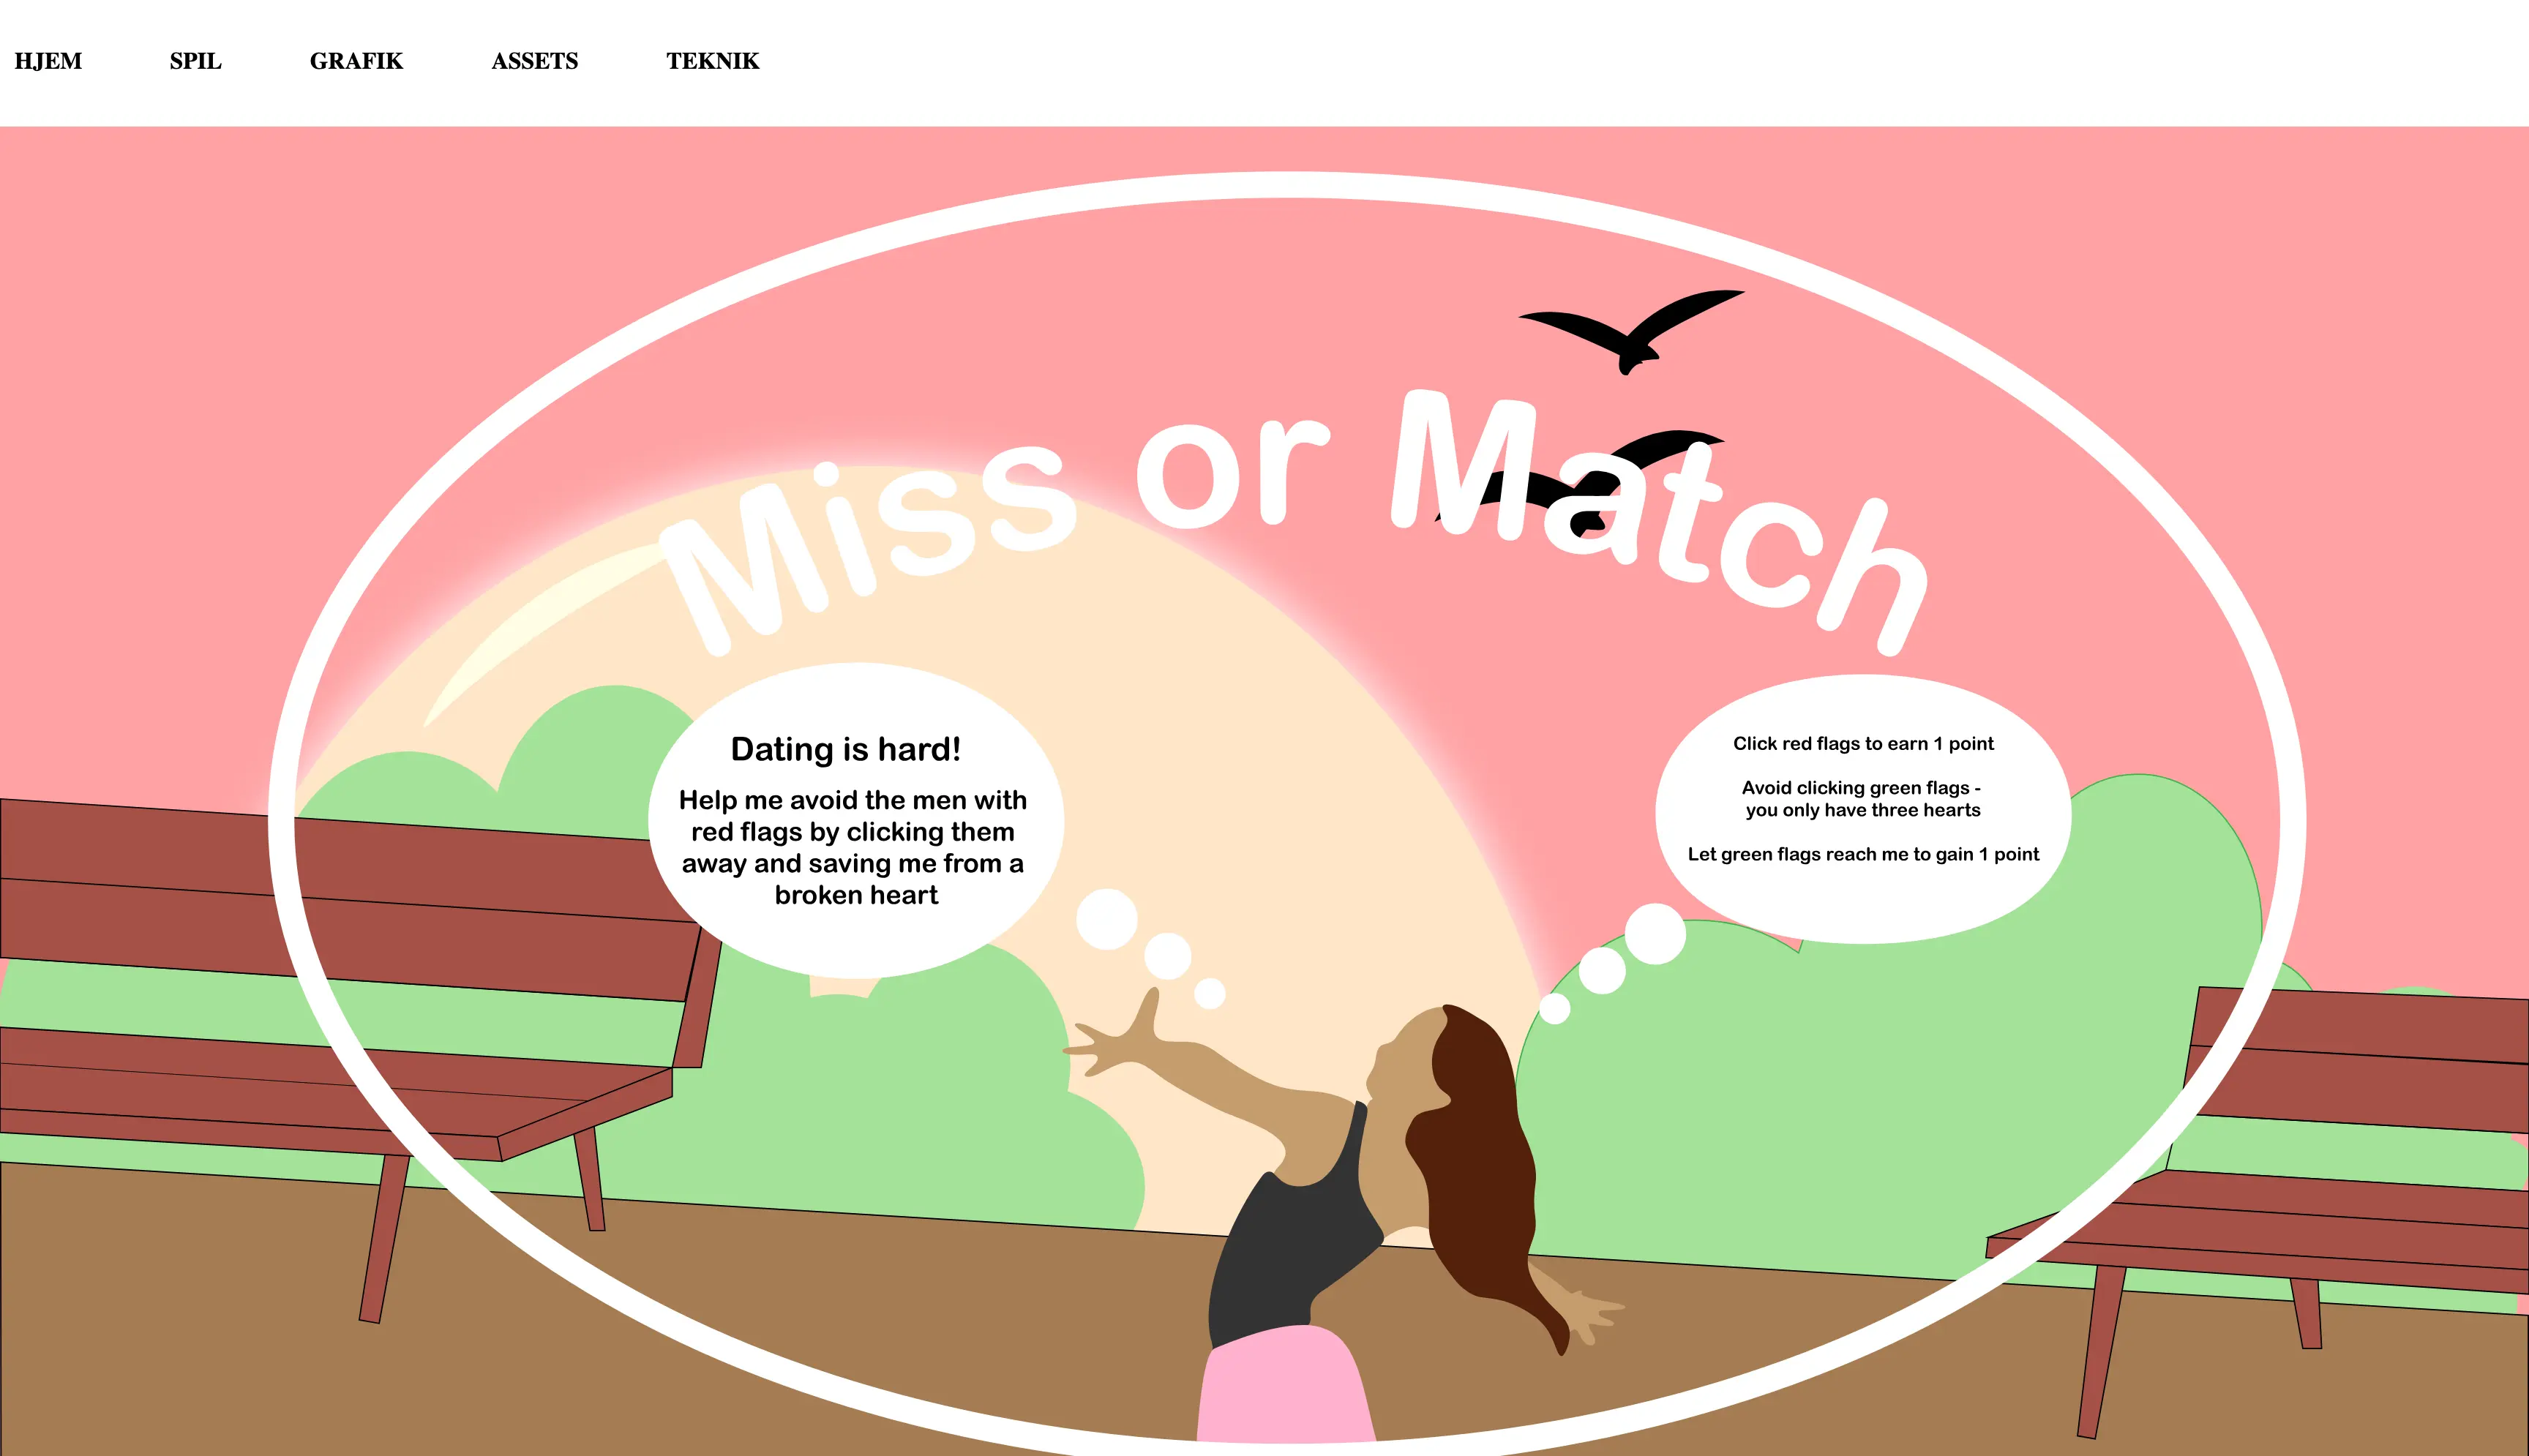 HJEM SPIL GRAFIK ASSETS TEKNIK
Miss or Match
Dating is hard!
Help me avoid the men with
red flags by clicking them
away and saving me from a
broken heart
Click red flags to earn 1 point
Avoid clicking green flags -
you only have three hearts
Let green flags reach me to gain 1 point